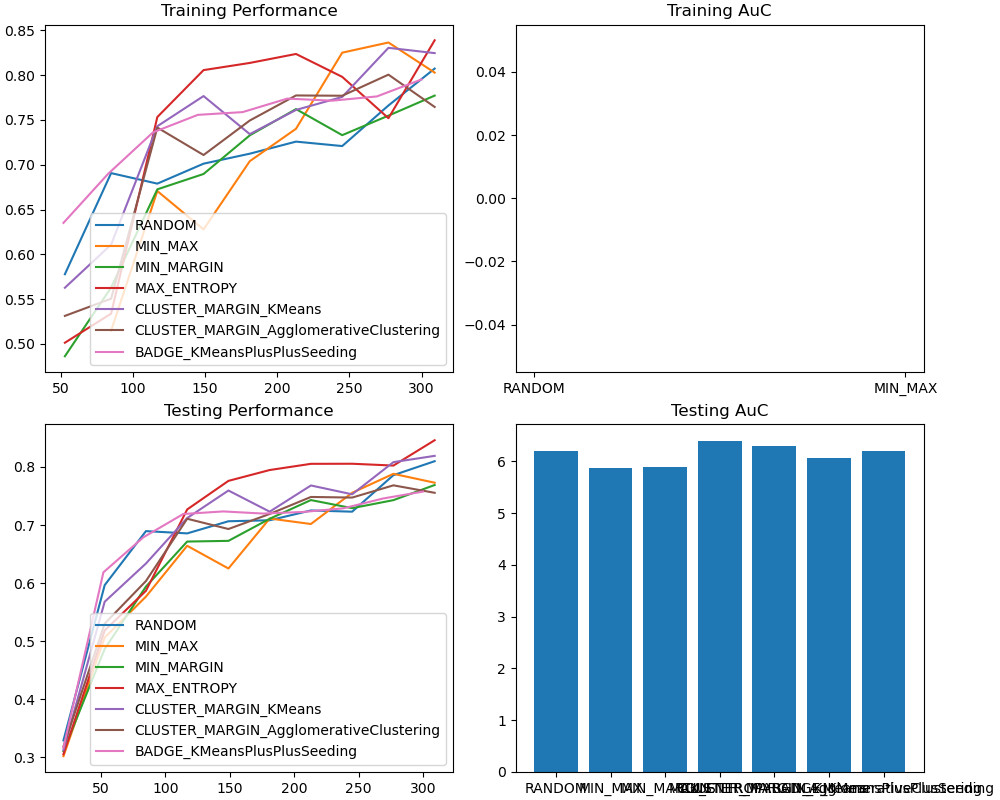 Training Performance
0.85
0.80
0.75
0.70
0.65
0.60
0.55
0.50
RANDOM
MIN_MAX
MIN_MARGIN
MAX_ENTROPY
CLUSTER_MARGIN_KMeans
CLUSTER_MARGIN_AgglomerativeClustering
BADGE_KMeansPlusPlusSeeding
50 100 150 200 250 300
Training AuC
0.04
0.02
0.00
−0.02
−0.04
RANDOM MIN_MAX
Testing Performance
0.8
0.7
0.6
0.5
0.4
0.3
RANDOM
MIN_MAX
MIN_MARGIN
MAX_ENTROPY
CLUSTER_MARGIN_KMeans
CLUSTER_MARGIN_AgglomerativeClustering
BADGE_KMeansPlusPlusSeeding
50 100 150 200 250 300
Testing AuC
6
5
4
3
2
1
0
RANDOM